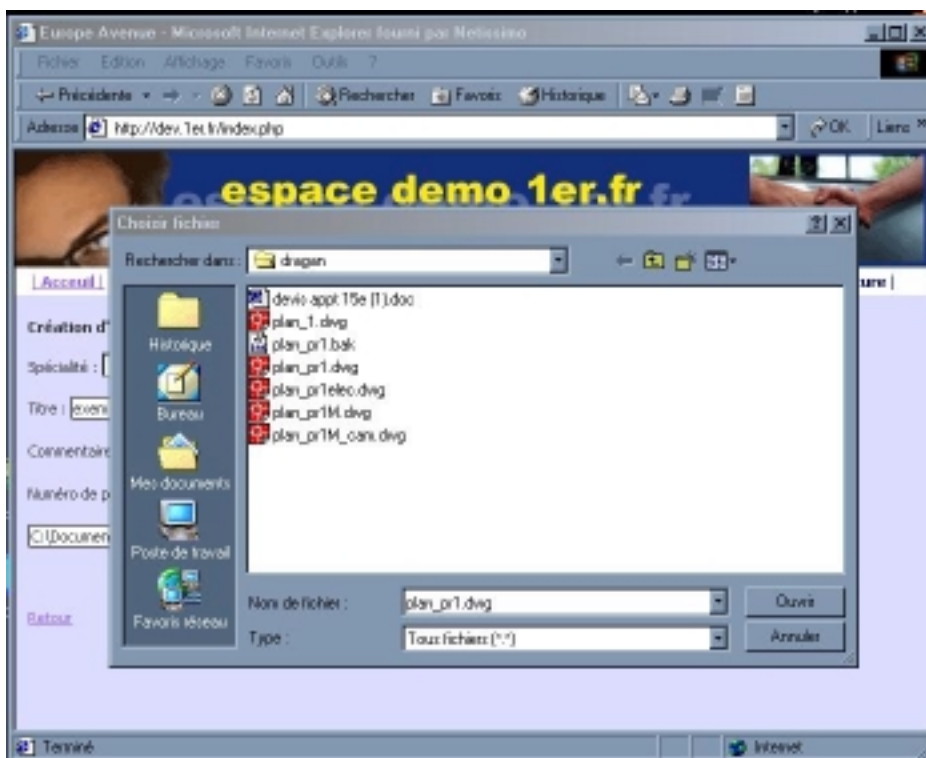 Europe Avenue - Microsoft Internet Explorer fourni par Netissimo
Fichier Edition Affichage Favoris Outils ?
Précédente Rechercher Favoris Historique
Adresse http://dev.1er.fr/index.php OK Liens »
espace demo 1er.fr
Choisir fichier
Rechercher dans : dragan
| Acceuil |
ure |
devis appt 15e (1).doc
plan_1.dwg
plan_pr1.bak
plan_pr1.dwg
plan_pr1elec.dwg
plan_pr1M.dwg
plan_pr1M_cam.dwg
Historique
Bureau
Mes documents
Poste de travail
Favoris réseau
Création d'
Spécialité :
Titre : exem
Commentaire
Numéro de p
C:\Documen
Retour
Nom de fichier : plan_pr1.dwg Ouvrir
Type : Tous fichiers (*.*) Annuler
Terminé Internet